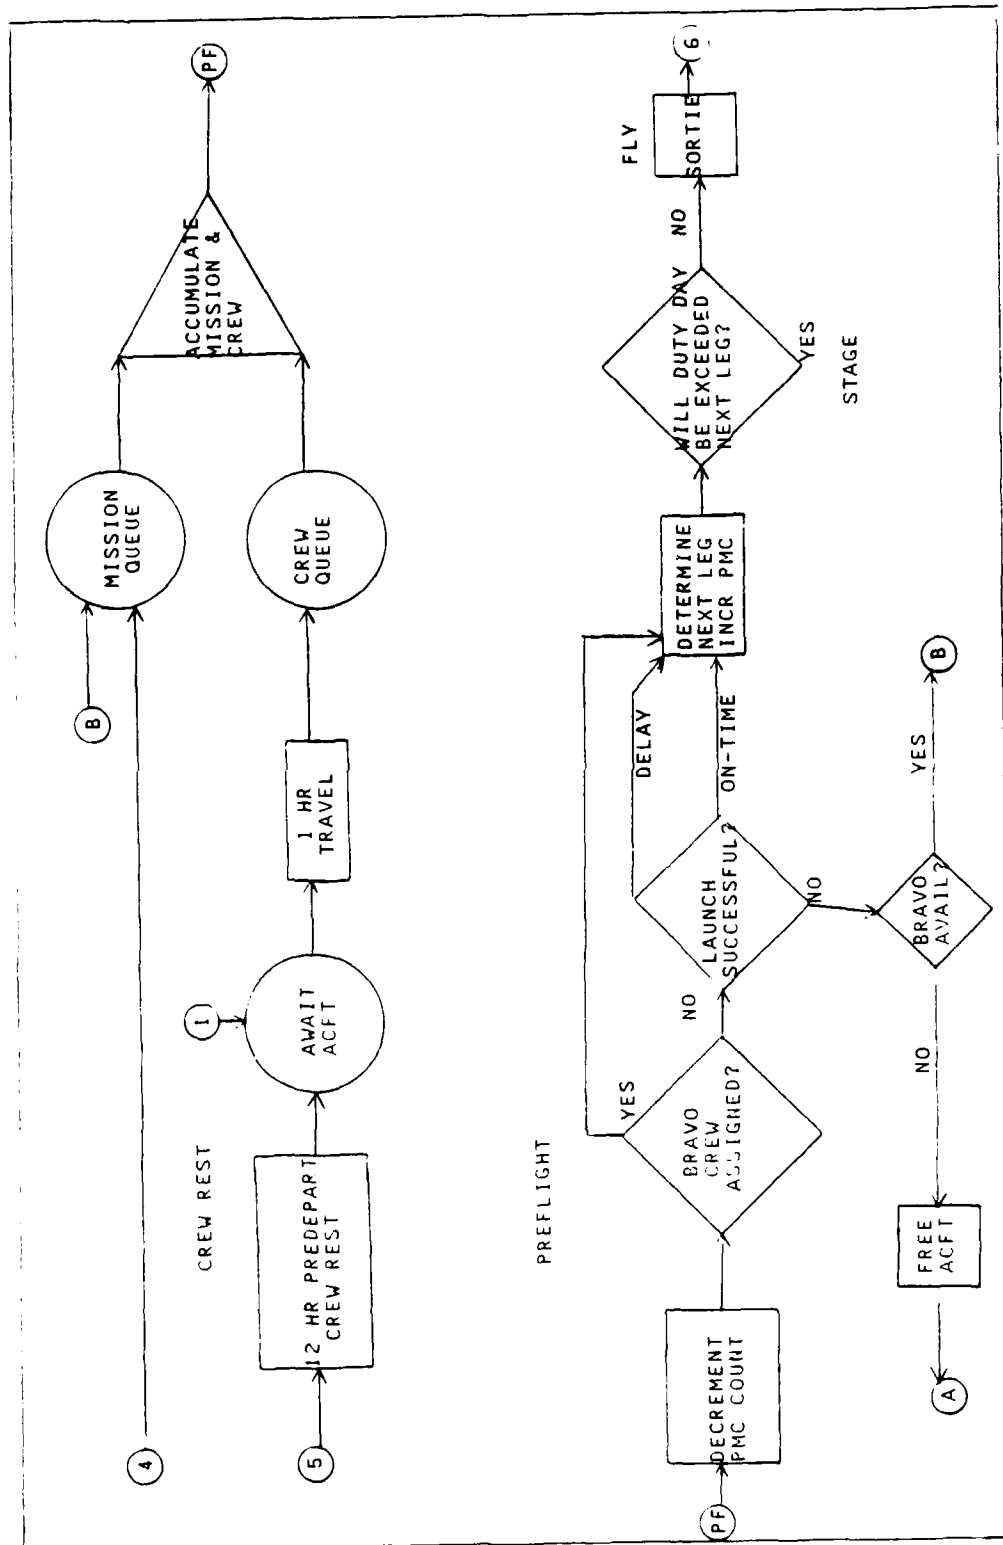 4
B
MISSION
QUEUE
ACCUMULATE
MISSION &
CREW
PF
CREW REST
5
12 HR PREDEPART
CREW REST
1
AWAIT
ACFT
1 HR
TRAVEL
CREW
QUEUE
PREFLIGHT
PF
DECREMENT
PMC COUNT
BRAVO
CREW
ASSIGNED?
YES
NO
LAUNCH
SUCCESSFUL?
DELAY
ON-TIME
NO
DETERMINE
NEXT LEG
INCR PMC
WILL DUTY DAY
BE EXCEEDED
NEXT LEG?
NO
YES
STAGE
FLY
SORTIE
6
A
FREE
ACFT
NO
BRAVO
AVAIL?
YES
B